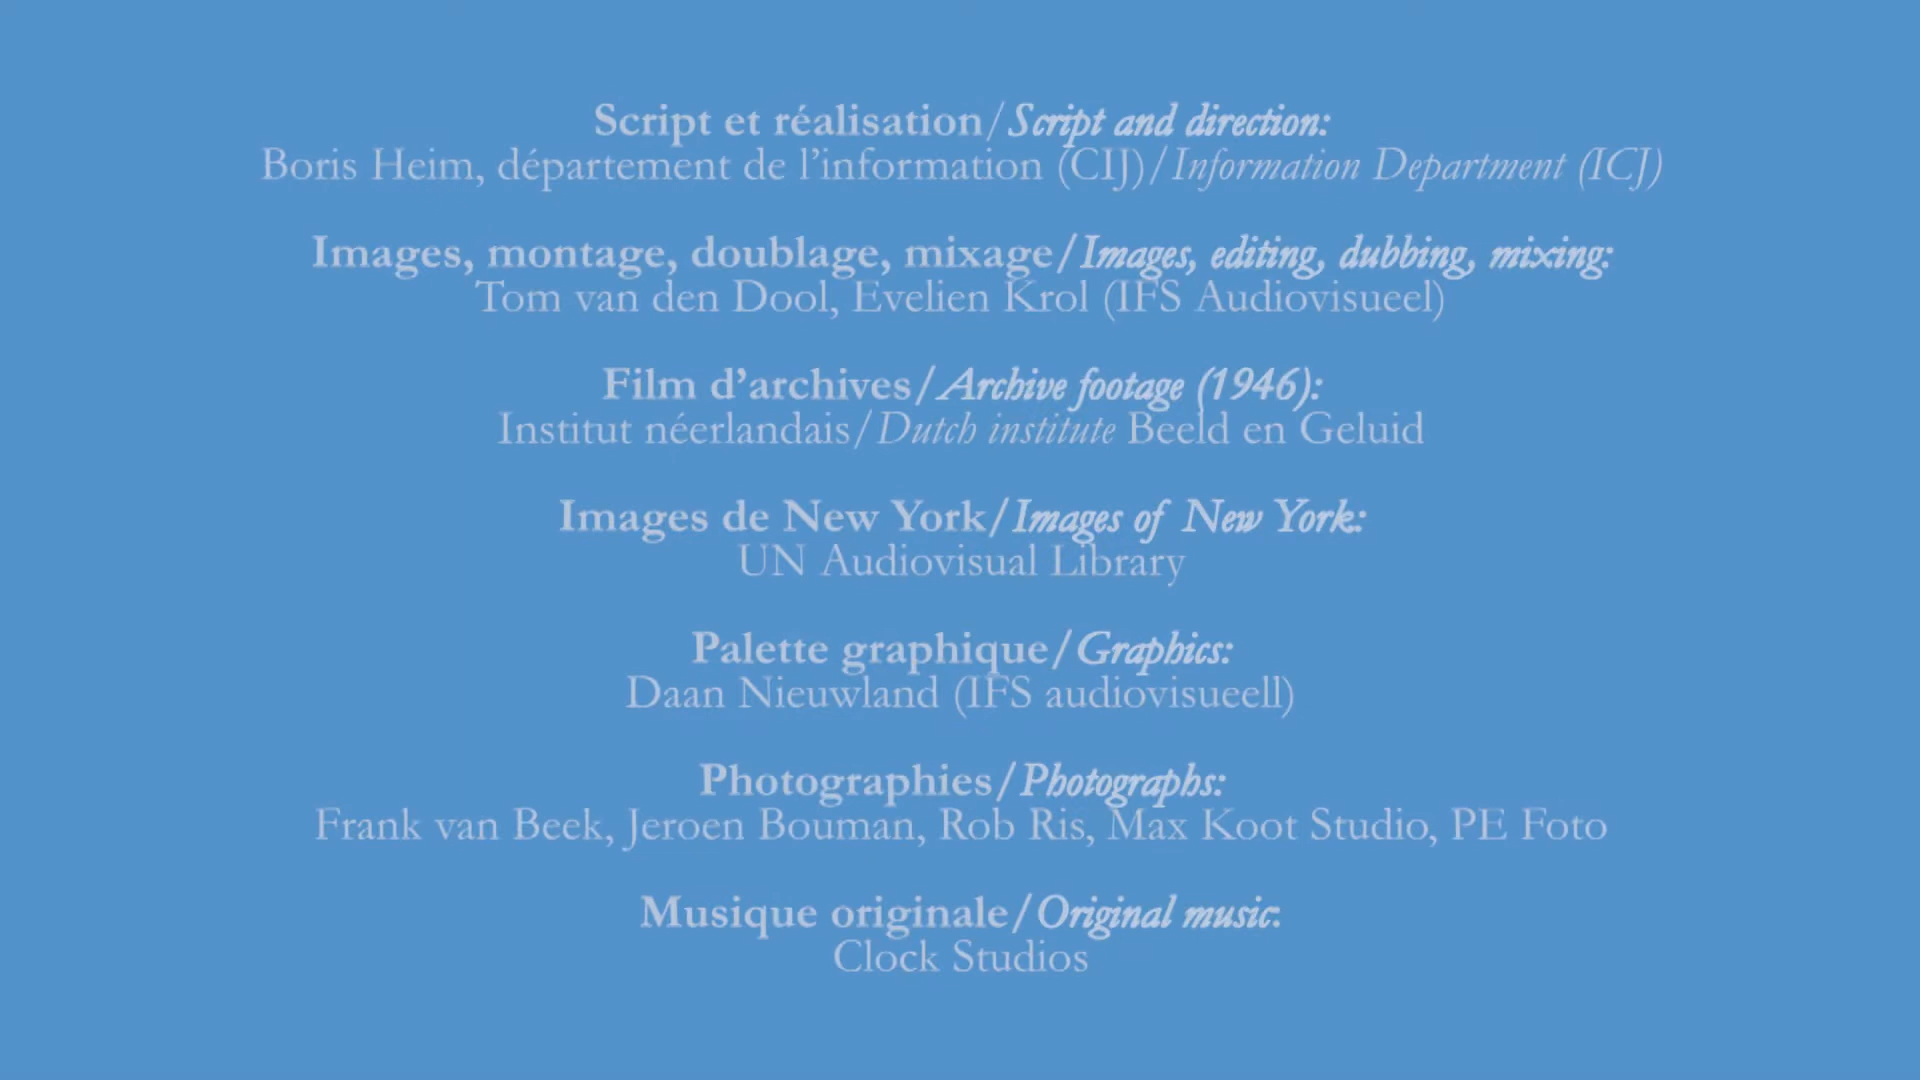 Script et réalisation/Script and direction:
Boris Heim, département de l’information (CIJ)/Information Department (ICJ)
Images, montage, doublage, mixage/Images, editing, dubbing, mixing:
Tom van den Dool, Evelien Krol (IFS Audiovisueel)
Film d’archives/Archive footage (1946):
Institut néerlandais/Dutch institute Beeld en Geluid
Images de New York/Images of New York:
UN Audiovisual Library
Palette graphique/Graphics:
Daan Nieuwland (IFS audiovisueell)
Photographies/Photographs:
Frank van Beek, Jeroen Bouman, Rob Ris, Max Koot Studio, PE Foto
Musique originale/Original music:
Clock Studios